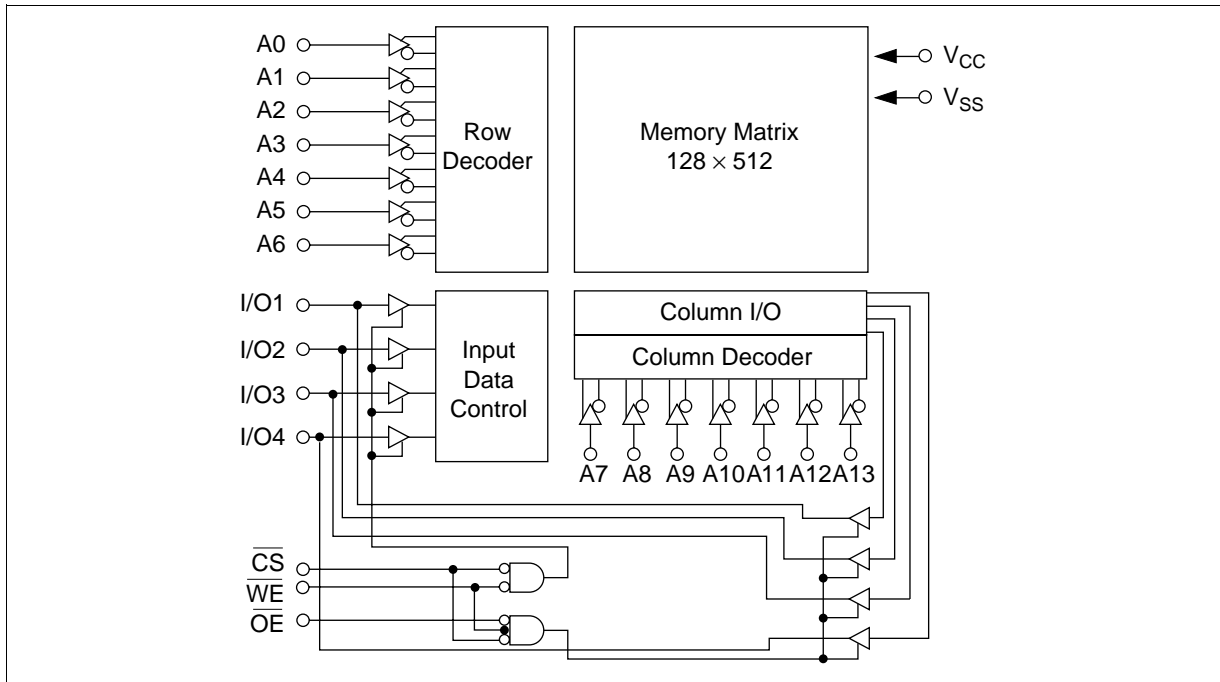 A0
A1
A2
A3
A4
A5
A6
Row
Decoder
Memory Matrix
128 × 512
VCC
VSS
I/O1
I/O2
I/O3
I/O4
Input
Data
Control
Column I/O
Column Decoder
A7 A8 A9 A10 A11 A12 A13
CS
WE
OE